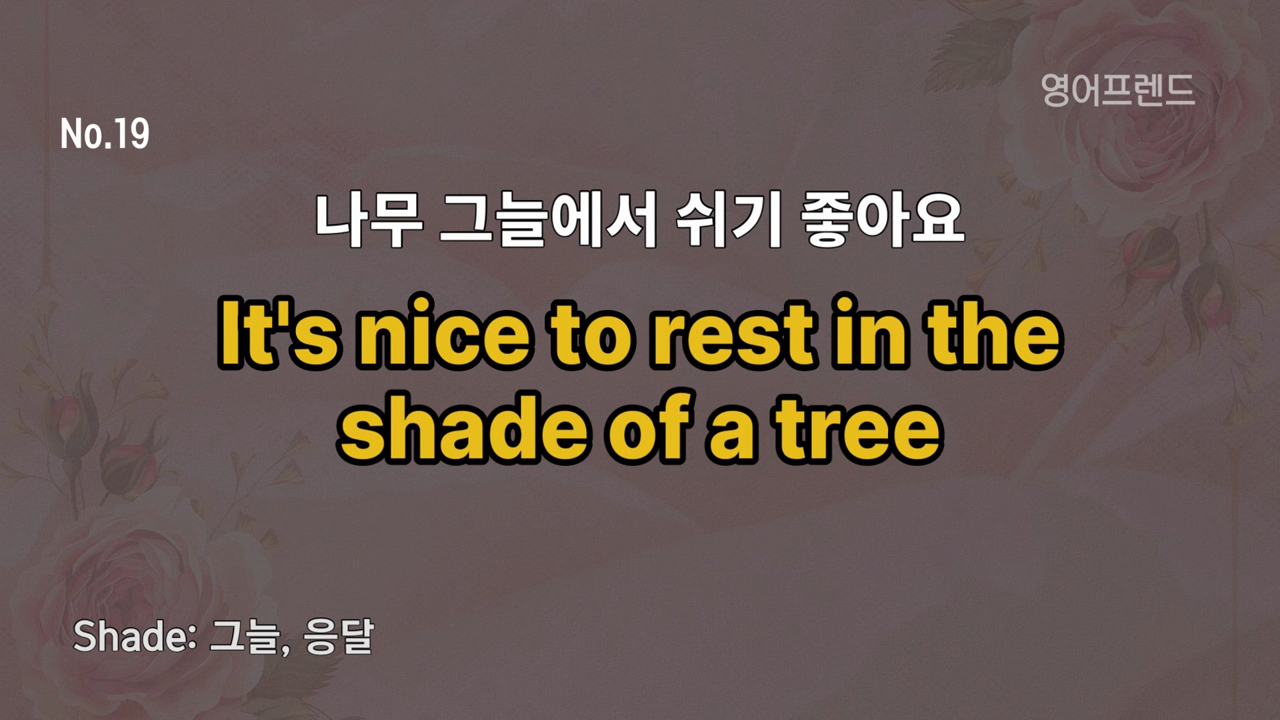 영어프렌드
No.19
나무 그늘에서 쉬기 좋아요
It's nice to rest in the
shade of a tree
Shade: 그늘, 응달